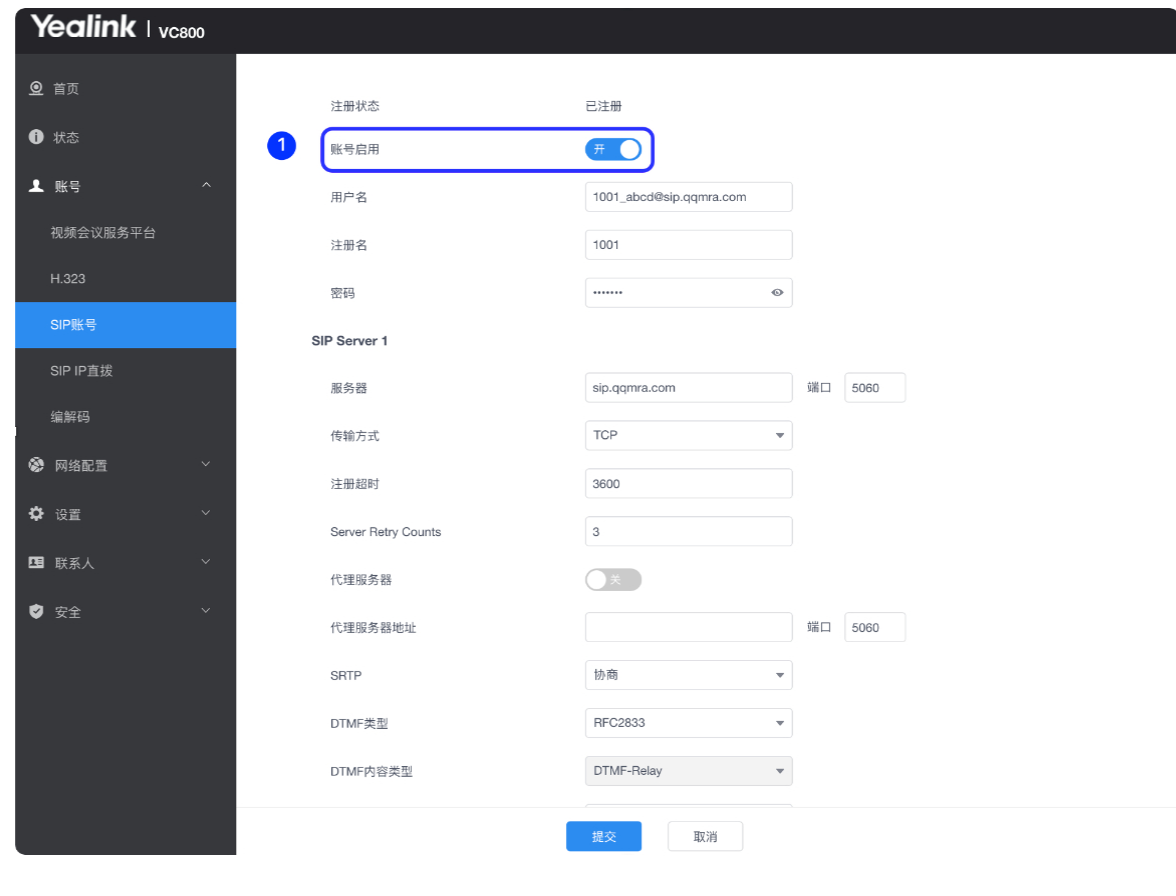 Yealink | VC800
首页
状态
账号
视频会议服务平台
H.323
SIP账号
SIP IP直拨
编解码
网络配置
设置
联系人
安全
注册状态 已注册
1 账号启用 开
用户名 1001_abcd@sip.qqmra.com
注册名 1001
密码 •••••••
SIP Server 1
服务器 sip.qqmra.com 端口 5060
传输方式 TCP
注册超时 3600
Server Retry Counts 3
代理服务器 关
代理服务器地址 端口 5060
SRTP 协商
DTMF类型 RFC2833
DTMF内容类型 DTMF-Relay
提交 取消